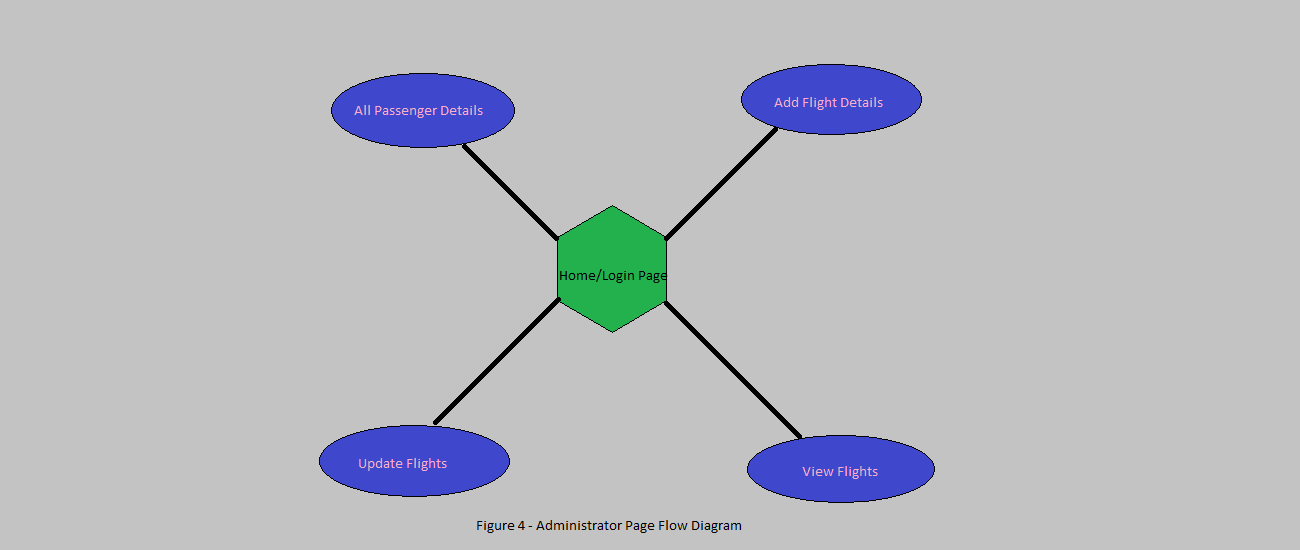 All Passenger Details
Add Flight Details
Home/Login Page
Update Flights
View Flights
Figure 4 - Administrator Page Flow Diagram